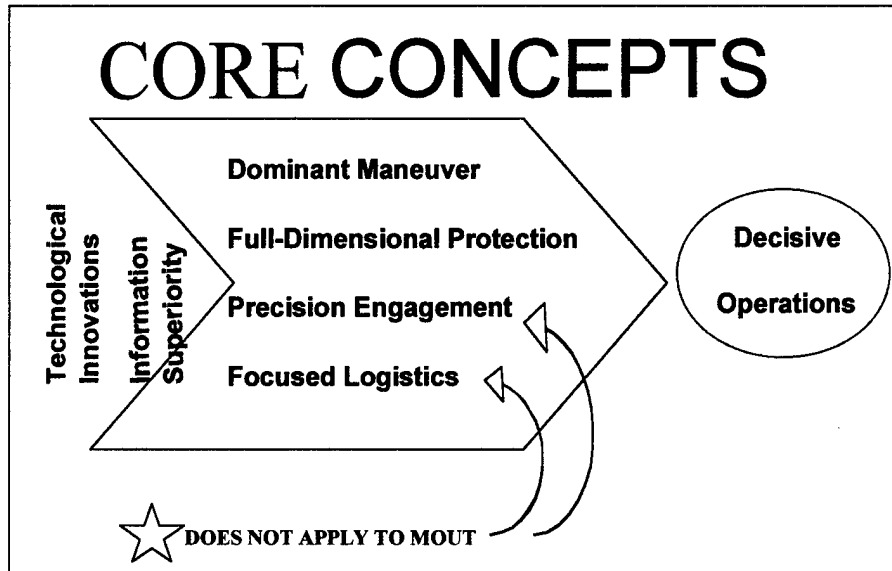 CORE CONCEPTS
Technological
Innovations
Information
Superiority
Dominant Maneuver
Full-Dimensional Protection
Precision Engagement
Focused Logistics
Decisive
Operations
DOES NOT APPLY TO MOUT